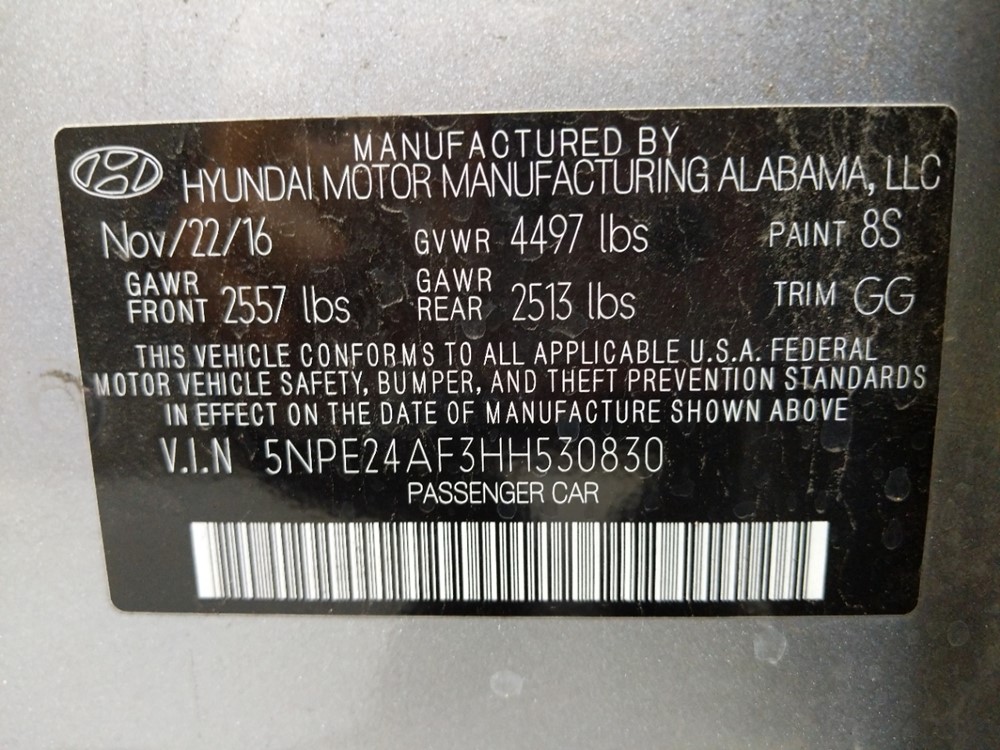 MANUFACTURED BY
HYUNDAI MOTOR MANUFACTURING ALABAMA, LLC
Nov/22/16 GVWR 4497 lbs PAINT 8S
GAWR FRONT 2557 lbs GAWR REAR 2513 lbs TRIM GG
THIS VEHICLE CONFORMS TO ALL APPLICABLE U.S.A. FEDERAL
MOTOR VEHICLE SAFETY, BUMPER, AND THEFT PREVENTION STANDARDS
IN EFFECT ON THE DATE OF MANUFACTURE SHOWN ABOVE
V.I.N 5NPE24AF3HH530830
PASSENGER CAR